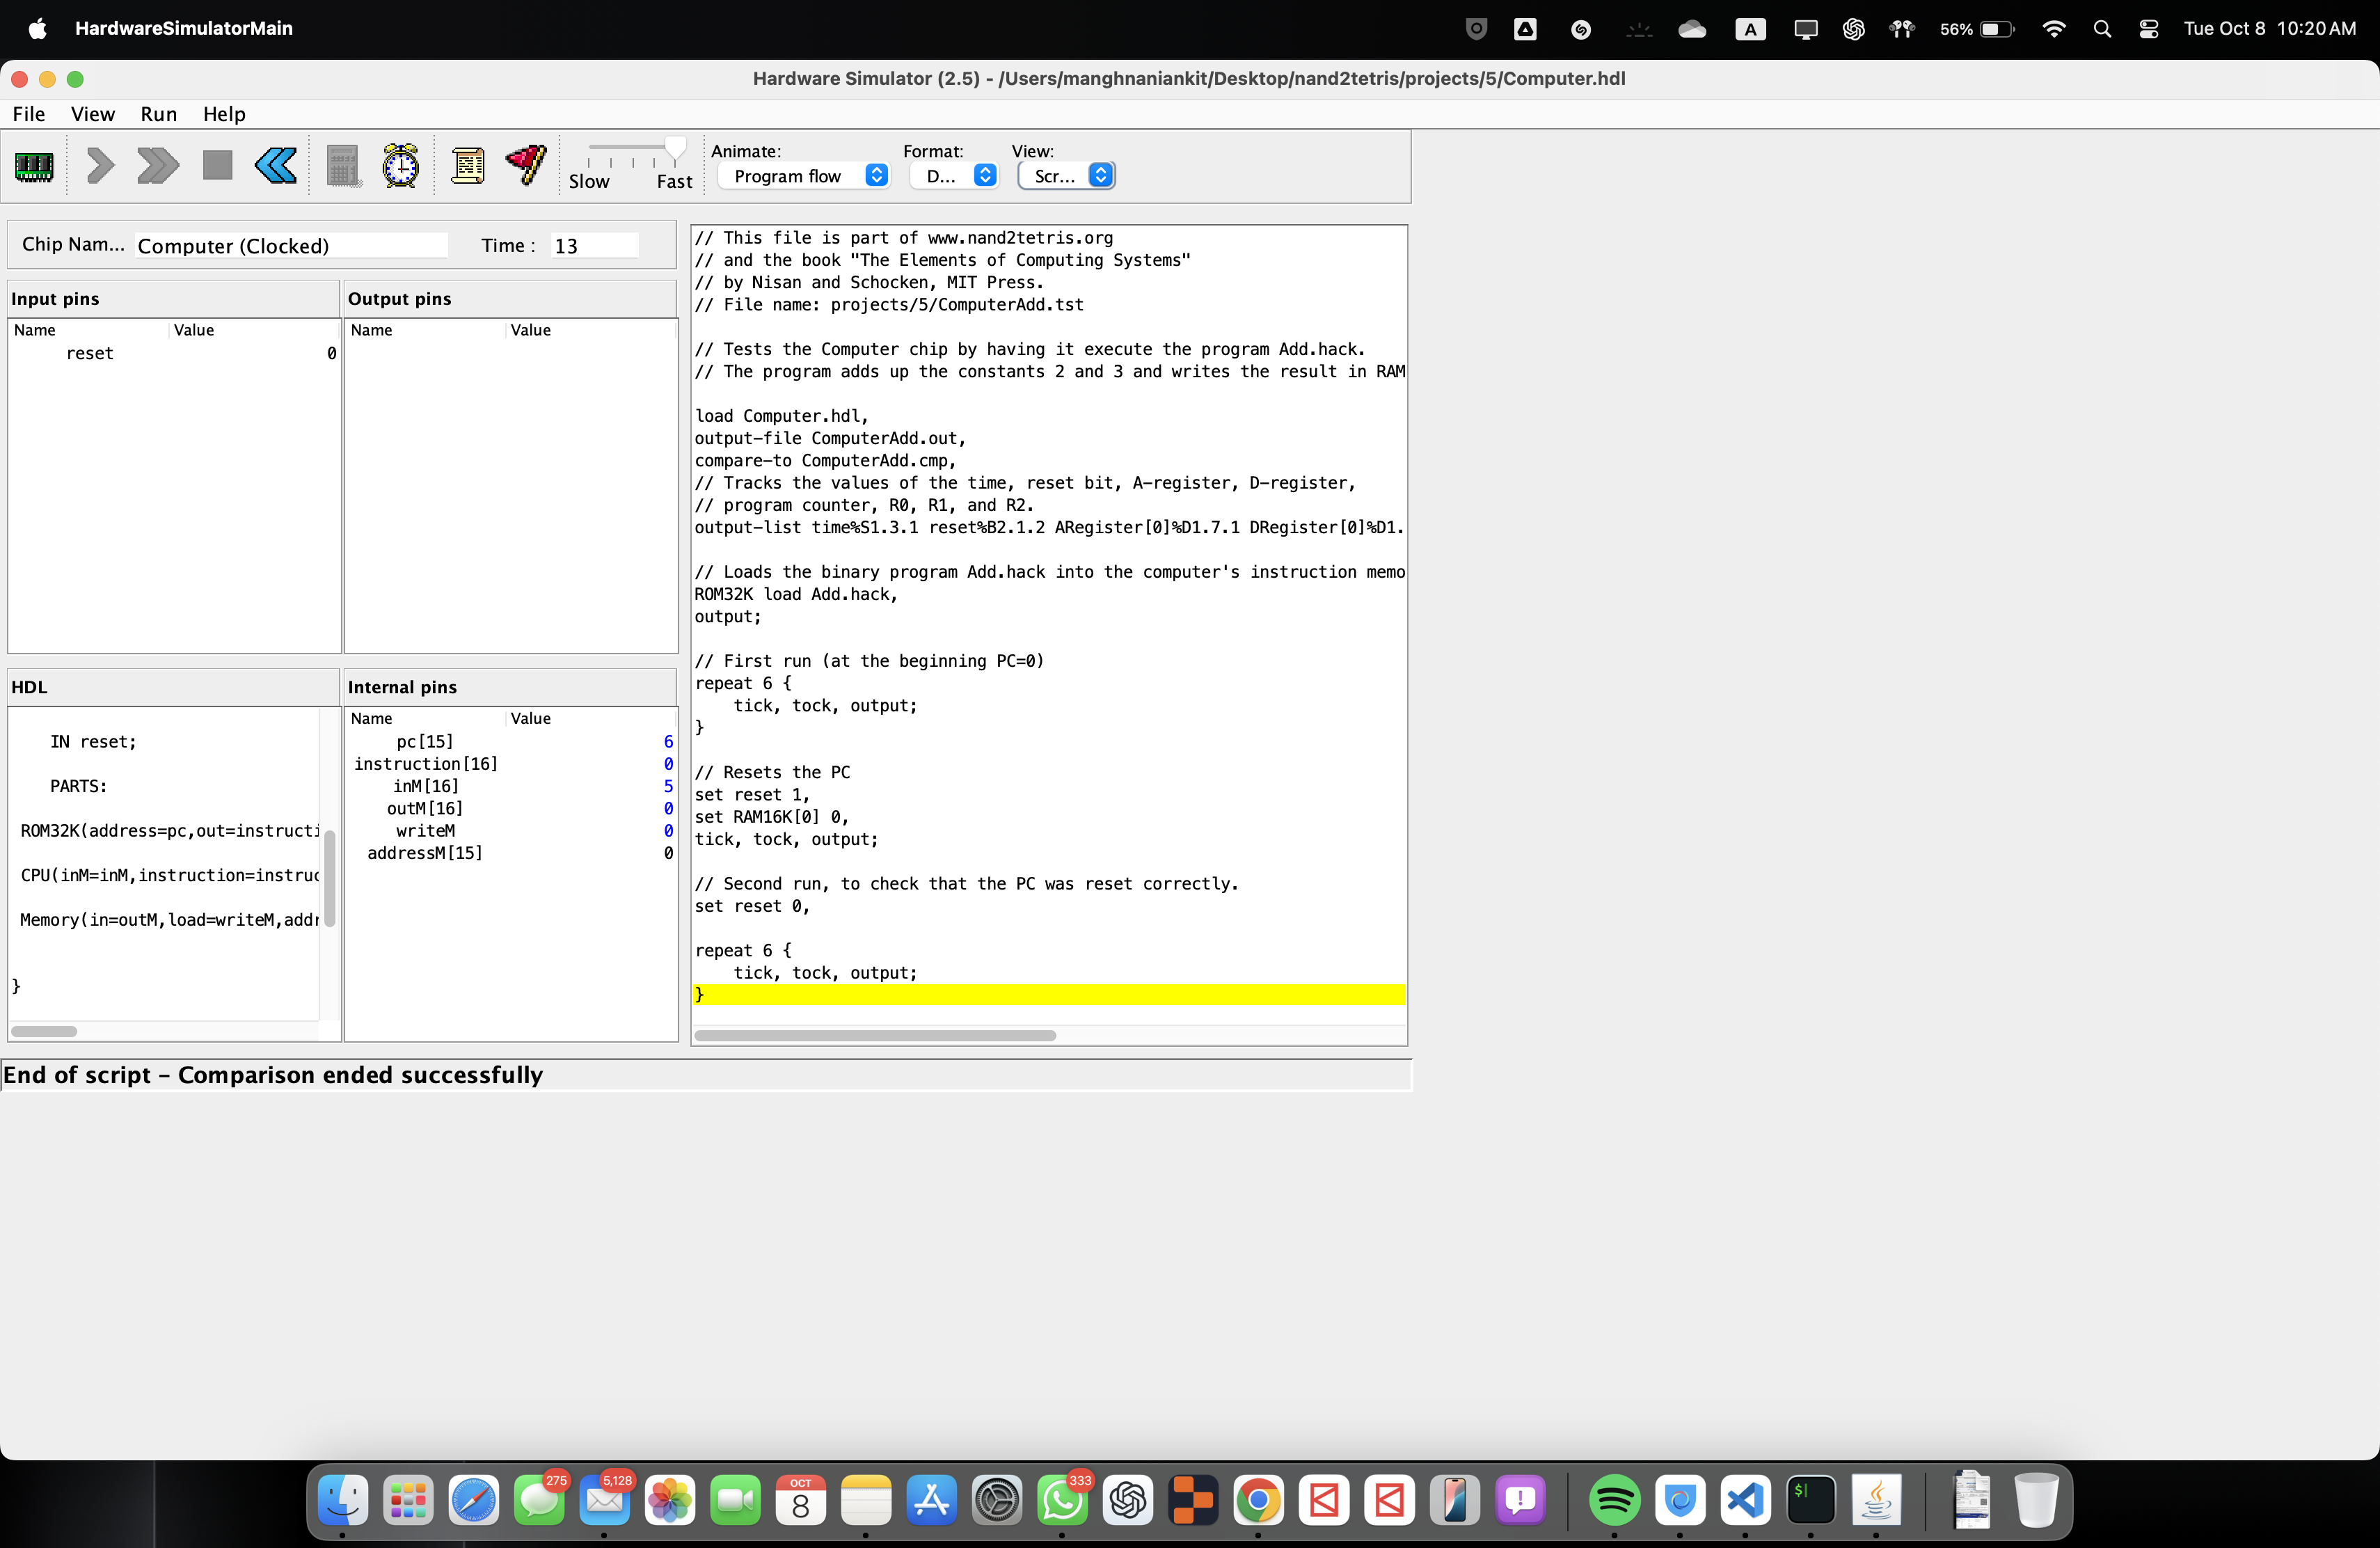 HardwareSimulatorMain
A
56%
Tue Oct 8 10:20 AM
Hardware Simulator (2.5) - /Users/manghnaniankit/Desktop/nand2tetris/projects/5/Computer.hdl
File View Run Help
Slow Fast
Animate: Format: View:
Program flow D... Scr...
Chip Nam... Computer (Clocked) Time : 13
Input pins
Name Value
reset 0
Output pins
Name Value
HDL
IN reset;
PARTS:
ROM32K(address=pc,out=instructi
CPU(inM=inM,instruction=instruc
Memory(in=outM,load=writeM,addr
}
Internal pins
Name Value
pc[15] 6
instruction[16] 0
inM[16] 5
outM[16] 0
writeM 0
addressM[15] 0
// This file is part of www.nand2tetris.org
// and the book "The Elements of Computing Systems"
// by Nisan and Schocken, MIT Press.
// File name: projects/5/ComputerAdd.tst
// Tests the Computer chip by having it execute the program Add.hack.
// The program adds up the constants 2 and 3 and writes the result in RAM
load Computer.hdl,
output-file ComputerAdd.out,
compare-to ComputerAdd.cmp,
// Tracks the values of the time, reset bit, A-register, D-register,
// program counter, R0, R1, and R2.
output-list time%S1.3.1 reset%B2.1.2 ARegister[0]%D1.7.1 DRegister[0]%D1.
// Loads the binary program Add.hack into the computer's instruction memo
ROM32K load Add.hack,
output;
// First run (at the beginning PC=0)
repeat 6 {
tick, tock, output;
}
// Resets the PC
set reset 1,
set RAM16K[0] 0,
tick, tock, output;
// Second run, to check that the PC was reset correctly.
set reset 0,
repeat 6 {
tick, tock, output;
}
End of script - Comparison ended successfully
275
5,128
OCT
8
333
$|